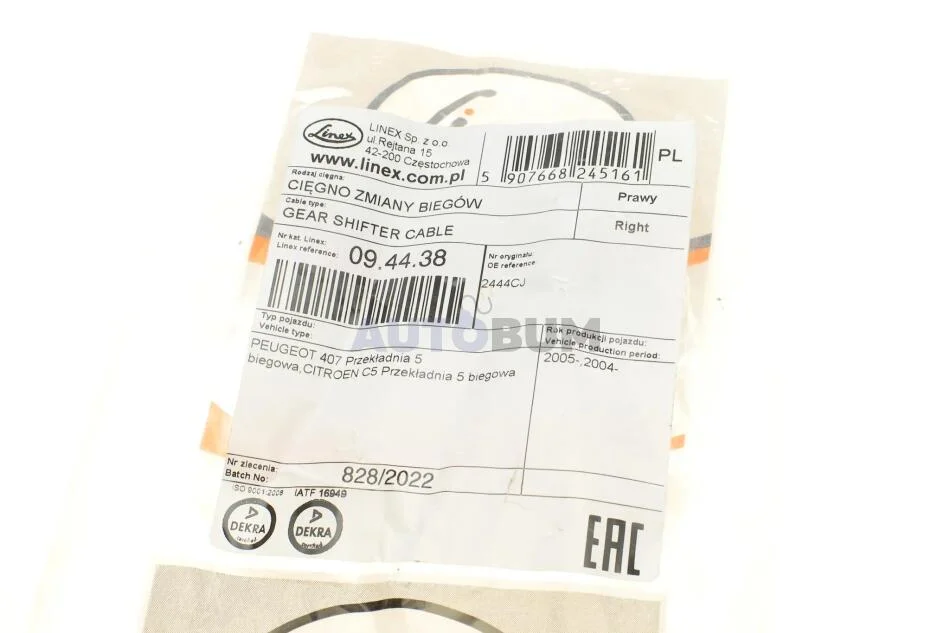 Linex
LINEX Sp. z o.o.
ul.Rejtana 15
42-200 Częstochowa
www.linex.com.pl
5 907668 245161
PL
Rodzaj cięgna:
CIĘGNO ZMIANY BIEGÓW
Prawy
Cable type:
GEAR SHIFTER CABLE
Right
Nr kat. Linex:
Linex reference:
09.44.38
Nr oryginału:
OE reference
2444CJ
AUTOBUM
Typ pojazdu:
Vehicle type:
PEUGEOT 407 Przekładnia 5
biegowa,CITROEN C5 Przekładnia 5 biegowa
Rok produkcji pojazdu:
Vehicle production period:
2005-,2004-
Nr zlecenia:
Batch No:
828/2022
ISO 9001:2008
IATF 16949
DEKRA
DEKRA
EAC